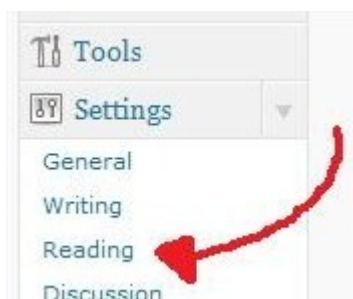 Tools
Settings
General
Writing
Reading
Discussion